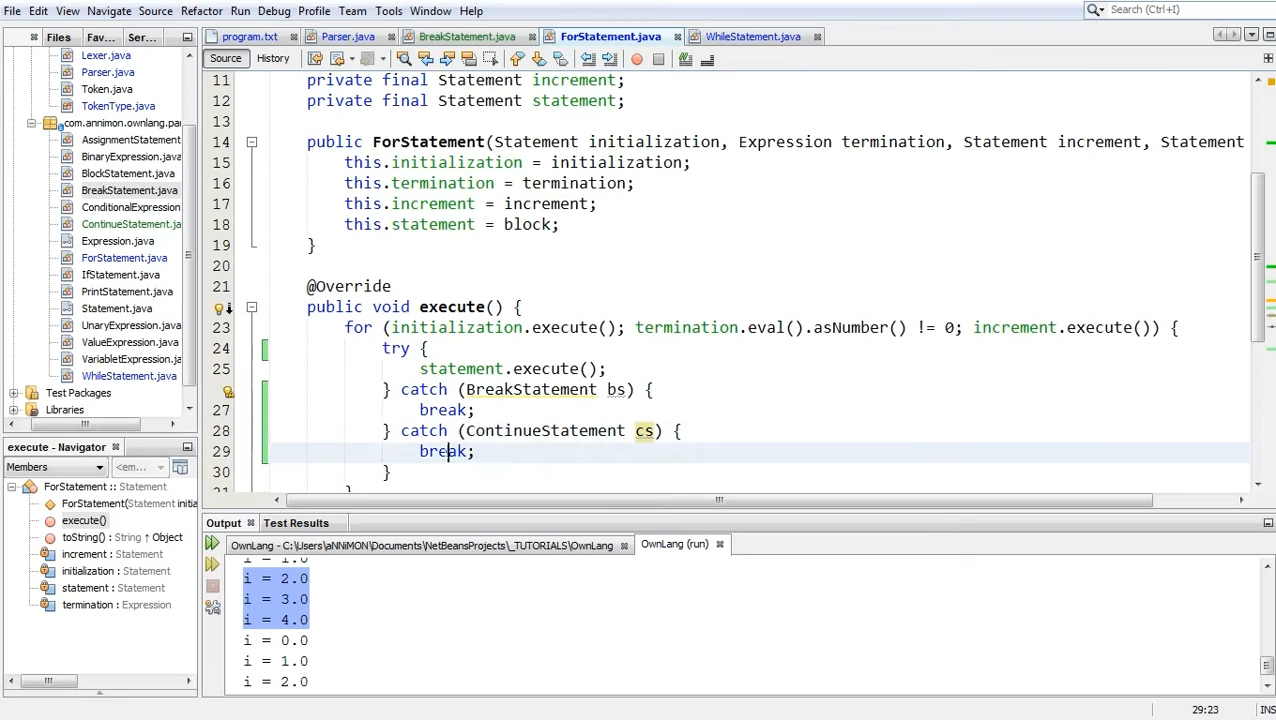 File Edit View Navigate Source Refactor Run Debug Profile Team Tools Window Help
Search (Ctrl+I)
Files Fav... Ser...
program.txt Parser.java BreakStatement.java ForStatement.java WhileStatement.java
Source History
Lexer.java
Parser.java
Token.java
TokenType.java
com.annimon.ownlang.pa
AssignmentStatement
BinaryExpression.java
BlockStatement.java
BreakStatement.java
ConditionalExpression
ContinueStatement.ja
Expression.java
ForStatement.java
IfStatement.java
PrintStatement.java
Statement.java
UnaryExpression.java
ValueExpression.java
VariabletExpression.ja
WhileStatement.java
Test Packages
Libraries
11 private final Statement increment;
12 private final Statement statement;
13
14 public ForStatement(Statement initialization, Expression termination, Statement increment, Statement
15 this.initialization = initialization;
16 this.termination = termination;
17 this.increment = increment;
18 this.statement = block;
19 }
20
21 @Override
public void execute() {
23 for (initialization.execute(); termination.eval().asNumber() != 0; increment.execute()) {
24 try {
25 statement.execute();
} catch (BreakStatement bs) {
27 break;
28 } catch (ContinueStatement cs) {
29 break;
30 }
}
execute() - Navigator
Members <em...
ForStatement :: Statement
ForStatement(Statement initia
execute()
toString() : String ↑ Object
increment : Statement
initialization : Statement
statement : Statement
termination : Expression
Output Test Results
OwnLang - C:\Users\aNNiMON\Documents\NetBeansProjects\_TUTORIALS\OwnLang OwnLang (run)
i = 1.0
i = 2.0
i = 3.0
i = 4.0
i = 0.0
i = 1.0
i = 2.0
29:23 INS